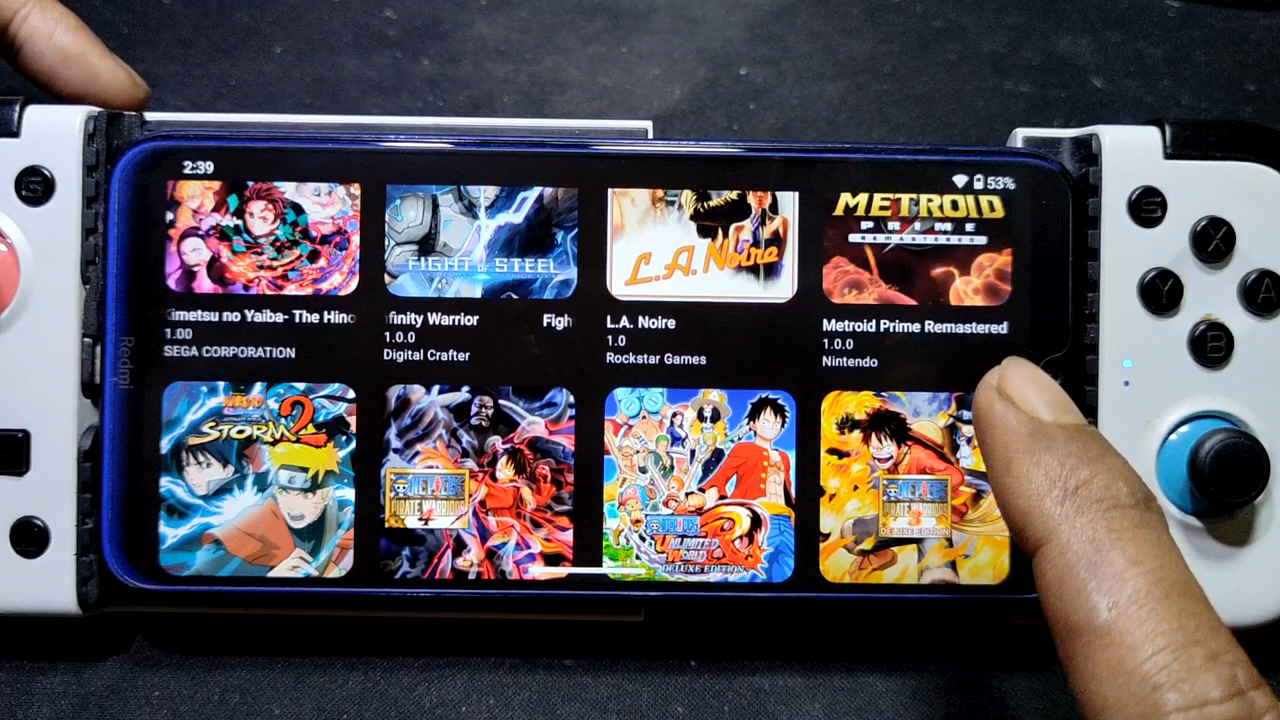 2:39
53%
FIGHT OF STEEL
L.A. Noire
METROID
PRIME
REMASTERED
Kimetsu no Yaiba- The Hino
1.00
SEGA CORPORATION
nfinity Warrior Figh
1.0.0
Digital Crafter
L.A. Noire
1.0
Rockstar Games
Metroid Prime Remastered
1.0.0
Nintendo
STORM 2
ONE PIECE
PIRATE WARRIORS
4
ONE PIECE
UNLIMITED
WORLD
DELUXE EDITION
ONE PIECE
PIRATE WARRIORS
3
DELUXE EDITION
Redmi
S
X
Y
A
B